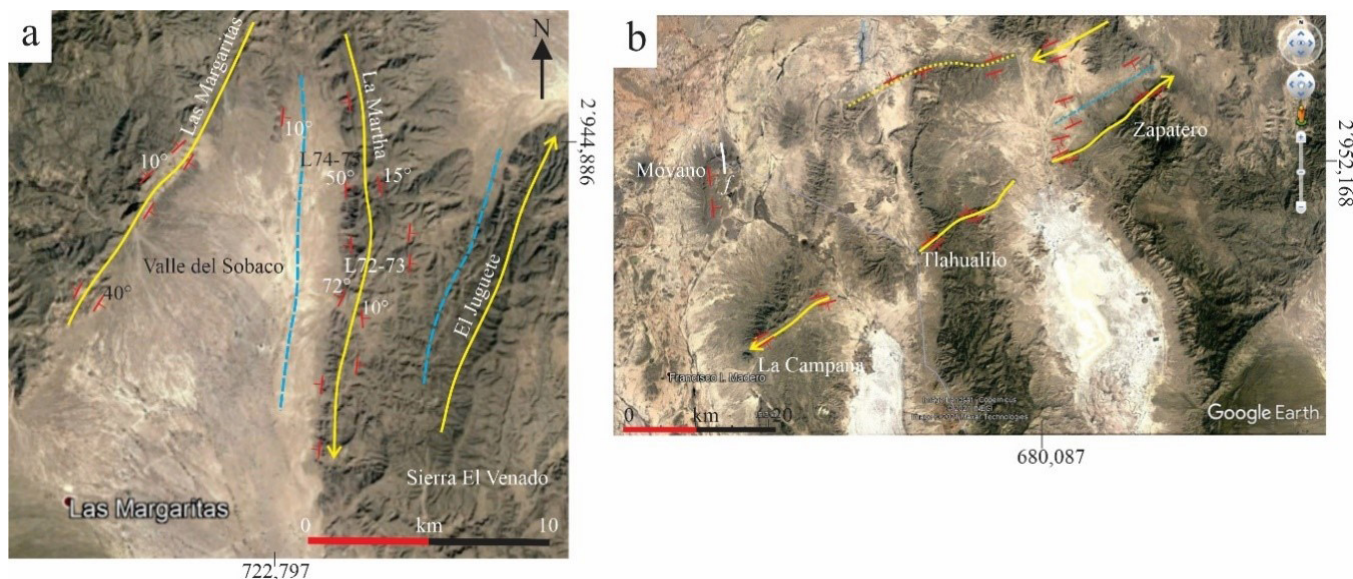 a
N
Las Margaritas
La Martha
10°
10°
L74-7
50°
15°
2'944,886
Valle del Sobaco
L72-73
72°
10°
El Juguete
40°
Sierra El Venado
Las Margaritas
0 km 10
722,797
b
Zapatero
Movano
f
2'952,168
Tlahualilo
La Campana
Francisco I. Madero
0 km 20
Google Earth
680,087